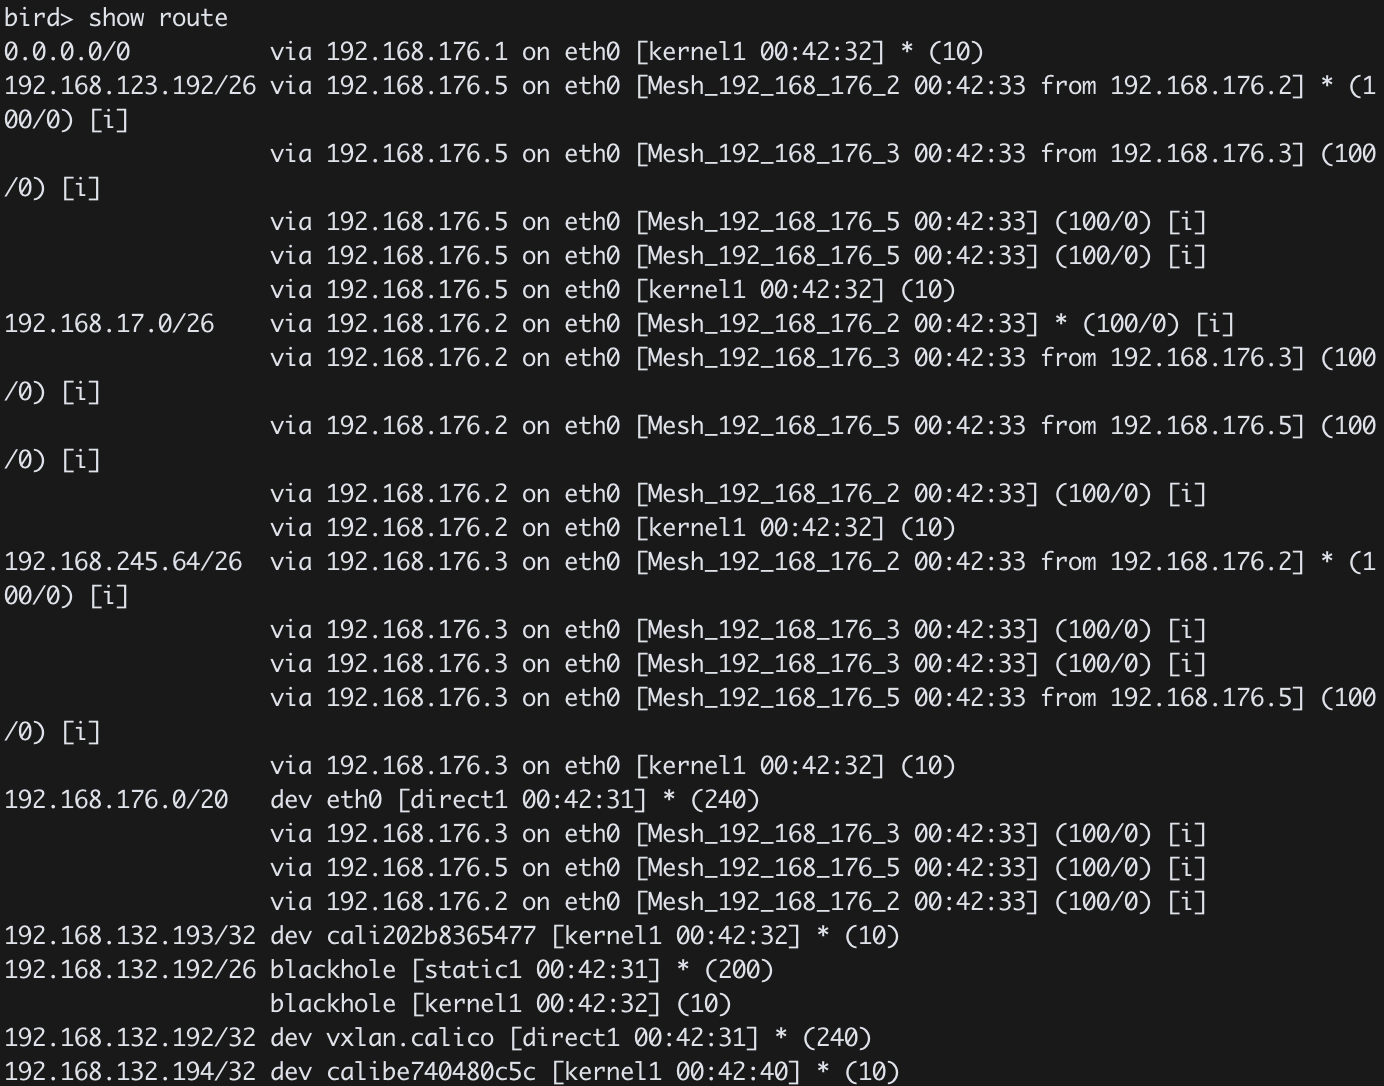 bird> show route
0.0.0.0/0          via 192.168.176.1 on eth0 [kernel1 00:42:32] * (10)
192.168.123.192/26 via 192.168.176.5 on eth0 [Mesh_192_168_176_2 00:42:33 from 192.168.176.2] * (1
00/0) [i]
                   via 192.168.176.5 on eth0 [Mesh_192_168_176_3 00:42:33 from 192.168.176.3] (100
/0) [i]
                   via 192.168.176.5 on eth0 [Mesh_192_168_176_5 00:42:33] (100/0) [i]
                   via 192.168.176.5 on eth0 [Mesh_192_168_176_5 00:42:33] (100/0) [i]
                   via 192.168.176.5 on eth0 [kernel1 00:42:32] (10)
192.168.17.0/26    via 192.168.176.2 on eth0 [Mesh_192_168_176_2 00:42:33] * (100/0) [i]
                   via 192.168.176.2 on eth0 [Mesh_192_168_176_3 00:42:33 from 192.168.176.3] (100
/0) [i]
                   via 192.168.176.2 on eth0 [Mesh_192_168_176_5 00:42:33 from 192.168.176.5] (100
/0) [i]
                   via 192.168.176.2 on eth0 [Mesh_192_168_176_2 00:42:33] (100/0) [i]
                   via 192.168.176.2 on eth0 [kernel1 00:42:32] (10)
192.168.245.64/26  via 192.168.176.3 on eth0 [Mesh_192_168_176_2 00:42:33 from 192.168.176.2] * (1
00/0) [i]
                   via 192.168.176.3 on eth0 [Mesh_192_168_176_3 00:42:33] (100/0) [i]
                   via 192.168.176.3 on eth0 [Mesh_192_168_176_3 00:42:33] (100/0) [i]
                   via 192.168.176.3 on eth0 [Mesh_192_168_176_5 00:42:33 from 192.168.176.5] (100
/0) [i]
                   via 192.168.176.3 on eth0 [kernel1 00:42:32] (10)
192.168.176.0/20   dev eth0 [direct1 00:42:31] * (240)
                   via 192.168.176.3 on eth0 [Mesh_192_168_176_3 00:42:33] (100/0) [i]
                   via 192.168.176.5 on eth0 [Mesh_192_168_176_5 00:42:33] (100/0) [i]
                   via 192.168.176.2 on eth0 [Mesh_192_168_176_2 00:42:33] (100/0) [i]
192.168.132.193/32 dev cali202b8365477 [kernel1 00:42:32] * (10)
192.168.132.192/26 blackhole [static1 00:42:31] * (200)
                   blackhole [kernel1 00:42:32] (10)
192.168.132.192/32 dev vxlan.calico [direct1 00:42:31] * (240)
192.168.132.194/32 dev calibe740480c5c [kernel1 00:42:40] * (10)